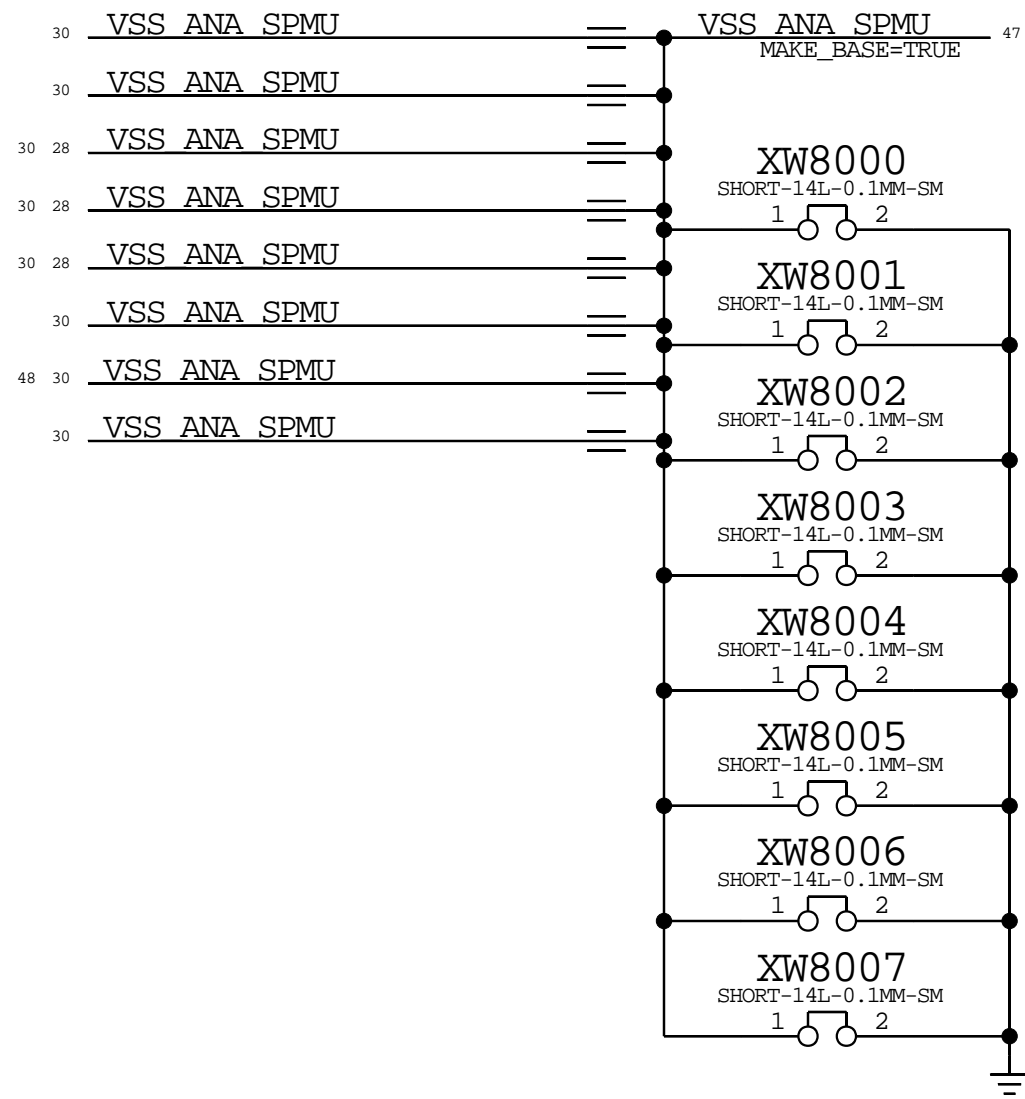 30 VSS_ANA_SPMU VSS_ANA_SPMU 47
MAKE_BASE=TRUE
30 VSS_ANA_SPMU
30 28 VSS_ANA_SPMU
30 28 VSS_ANA_SPMU
30 28 VSS_ANA_SPMU
30 VSS_ANA_SPMU
48 30 VSS_ANA_SPMU
30 VSS_ANA_SPMU
XW8000
SHORT-14L-0.1MM-SM
1 2
XW8001
SHORT-14L-0.1MM-SM
1 2
XW8002
SHORT-14L-0.1MM-SM
1 2
XW8003
SHORT-14L-0.1MM-SM
1 2
XW8004
SHORT-14L-0.1MM-SM
1 2
XW8005
SHORT-14L-0.1MM-SM
1 2
XW8006
SHORT-14L-0.1MM-SM
1 2
XW8007
SHORT-14L-0.1MM-SM
1 2